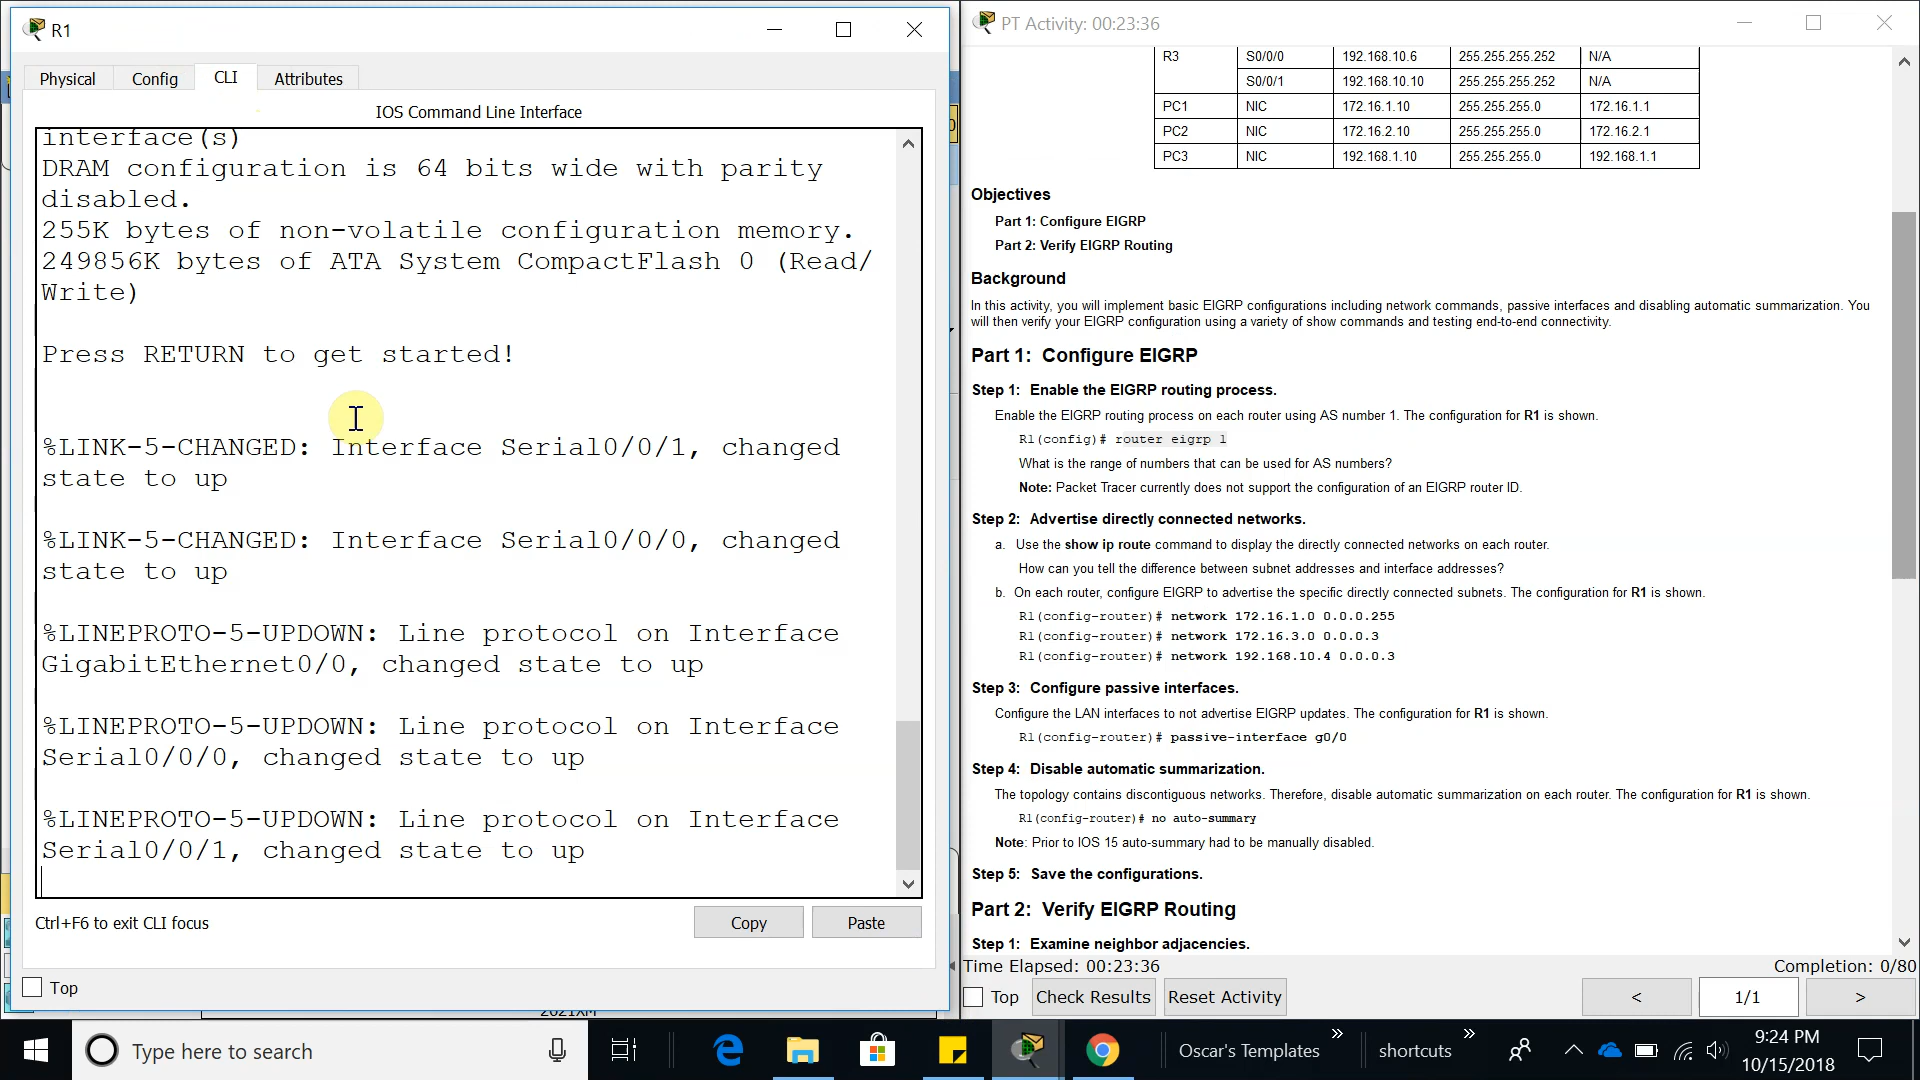 R1
Physical
Config
CLI
Attributes
IOS Command Line Interface
interface(s)
DRAM configuration is 64 bits wide with parity
disabled.
255K bytes of non-volatile configuration memory.
249856K bytes of ATA System CompactFlash 0 (Read/
Write)
Press RETURN to get started!
%LINK-5-CHANGED: Interface Serial0/0/1, changed
state to up
%LINK-5-CHANGED: Interface Serial0/0/0, changed
state to up
%LINEPROTO-5-UPDOWN: Line protocol on Interface
GigabitEthernet0/0, changed state to up
%LINEPROTO-5-UPDOWN: Line protocol on Interface
Serial0/0/0, changed state to up
%LINEPROTO-5-UPDOWN: Line protocol on Interface
Serial0/0/1, changed state to up
Ctrl+F6 to exit CLI focus
Copy
Paste
Top
PT Activity: 00:23:36
R3 S0/0/0 192.168.10.6 255.255.255.252 N/A
S0/0/1 192.168.10.10 255.255.255.252 N/A
PC1 NIC 172.16.1.10 255.255.255.0 172.16.1.1
PC2 NIC 172.16.2.10 255.255.255.0 172.16.2.1
PC3 NIC 192.168.1.10 255.255.255.0 192.168.1.1
Objectives
Part 1: Configure EIGRP
Part 2: Verify EIGRP Routing
Background
In this activity, you will implement basic EIGRP configurations including network commands, passive interfaces and disabling automatic summarization. You
will then verify your EIGRP configuration using a variety of show commands and testing end-to-end connectivity.
Part 1: Configure EIGRP
Step 1: Enable the EIGRP routing process.
Enable the EIGRP routing process on each router using AS number 1. The configuration for R1 is shown.
R1(config)# router eigrp 1
What is the range of numbers that can be used for AS numbers?
Note: Packet Tracer currently does not support the configuration of an EIGRP router ID.
Step 2: Advertise directly connected networks.
a. Use the show ip route command to display the directly connected networks on each router.
How can you tell the difference between subnet addresses and interface addresses?
b. On each router, configure EIGRP to advertise the specific directly connected subnets. The configuration for R1 is shown.
R1(config-router)# network 172.16.1.0 0.0.0.255
R1(config-router)# network 172.16.3.0 0.0.0.3
R1(config-router)# network 192.168.10.4 0.0.0.3
Step 3: Configure passive interfaces.
Configure the LAN interfaces to not advertise EIGRP updates. The configuration for R1 is shown.
R1(config-router)# passive-interface g0/0
Step 4: Disable automatic summarization.
The topology contains discontiguous networks. Therefore, disable automatic summarization on each router. The configuration for R1 is shown.
R1(config-router)# no auto-summary
Note: Prior to IOS 15 auto-summary had to be manually disabled.
Step 5: Save the configurations.
Part 2: Verify EIGRP Routing
Step 1: Examine neighbor adjacencies.
Time Elapsed: 00:23:36
Completion: 0/80
Top
Check Results
Reset Activity
<
1/1
>
Type here to search
Oscar's Templates
»
shortcuts
»
9:24 PM
10/15/2018